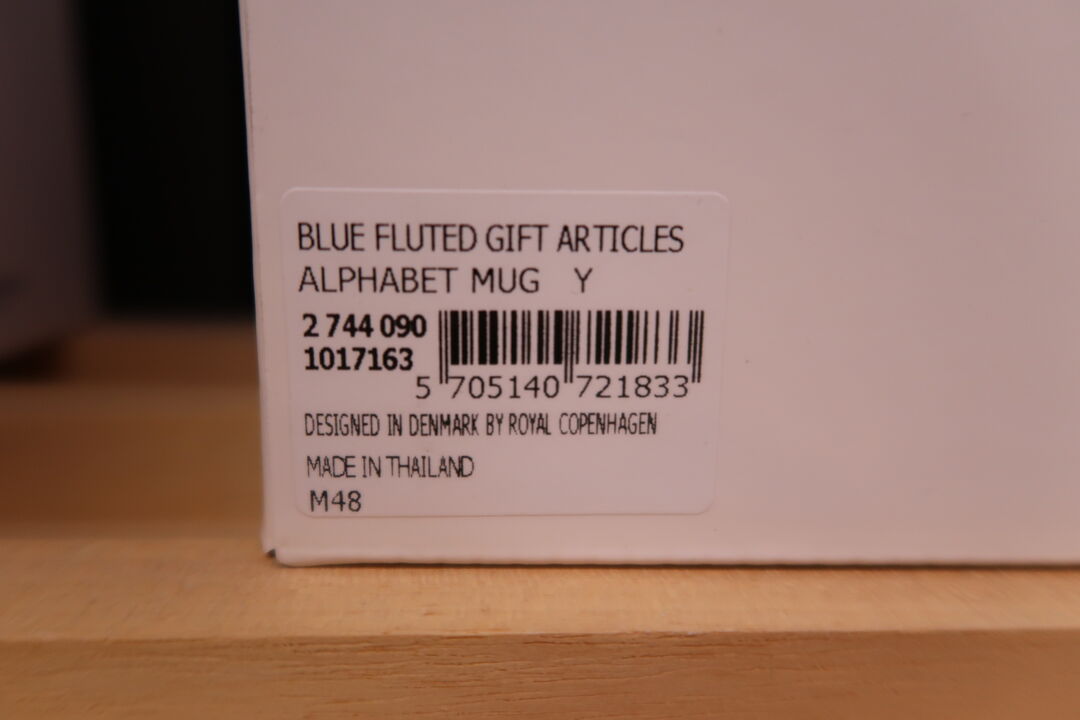 BLUE FLUTED GIFT ARTICLES
ALPHABET MUG Y
2 744 090
1017163
5 705140 721833
DESIGNED IN DENMARK BY ROYAL COPENHAGEN
MADE IN THAILAND
M48